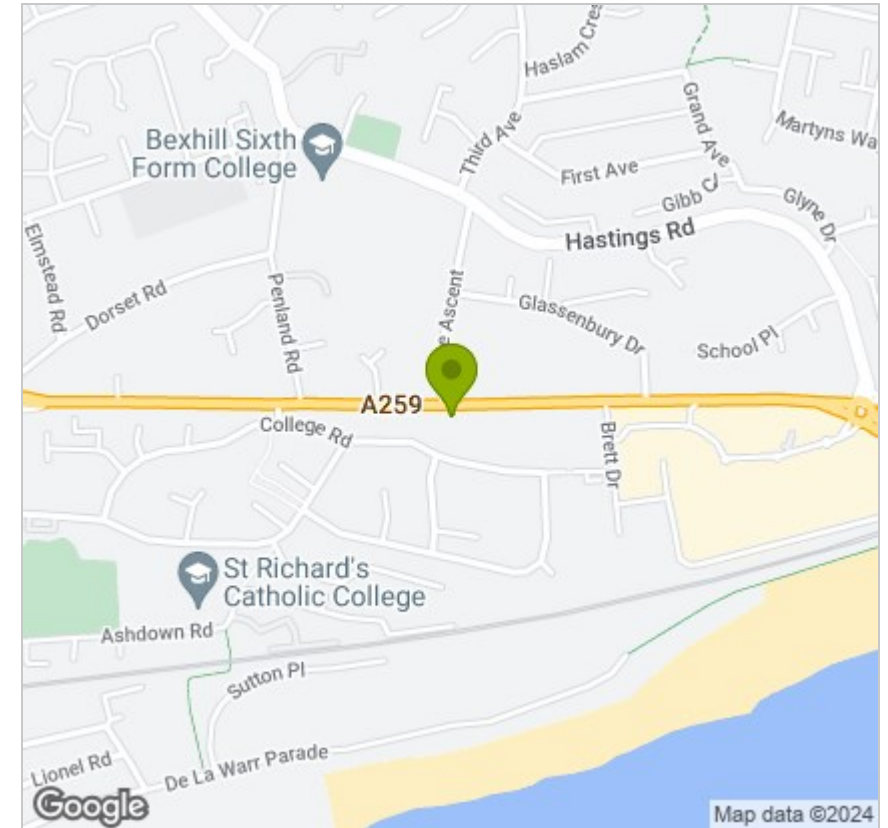 Haslam Cres
Grand Ave
Martyns Wa
Bexhill Sixth
Form College
Third Ave
First Ave
Gibb Cl
Glyne Dr
Hastings Rd
Elmstead Rd
Dorset Rd
Penland Rd
e Ascent
Glassenbury Dr
School Pl
A259
College Rd
Brett Dr
St Richard's
Catholic College
Ashdown Rd
Sutton Pl
Lionel Rd
De La Warr Parade
Google
Map data ©2024